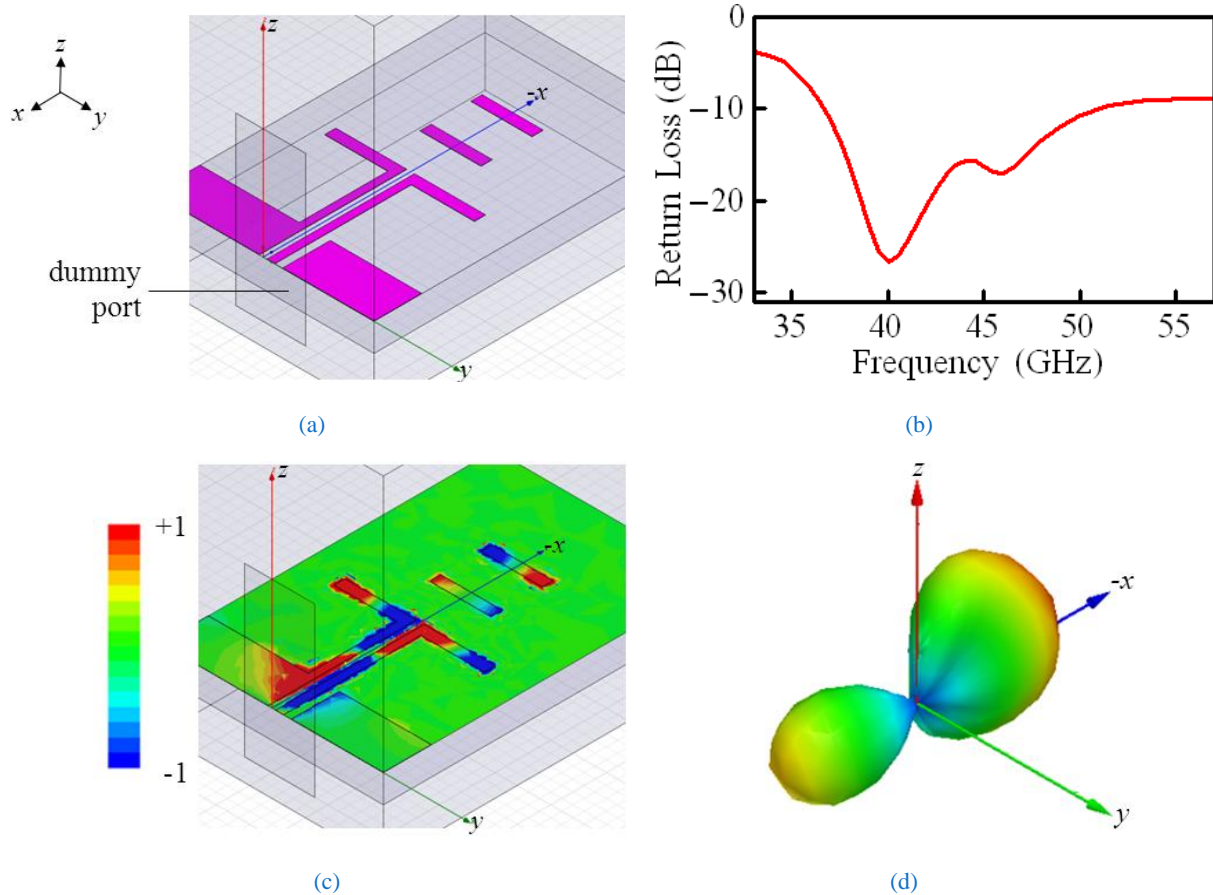 z
x
y
z
-x
dummy
port
y
(a)
0
−10
−20
−30
Return Loss (dB)
35
40
45
50
55
Frequency (GHz)
(b)
z
-x
+1
-1
y
(c)
z
-x
y
(d)